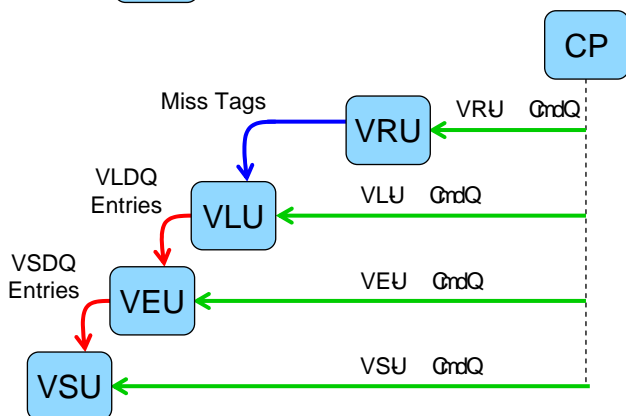 CP
Miss Tags
VRU
VRU CmdQ
VLDQ
Entries
VLU
VLU CmdQ
VSDQ
Entries
VEU
VEU CmdQ
VSU
VSU CmdQ